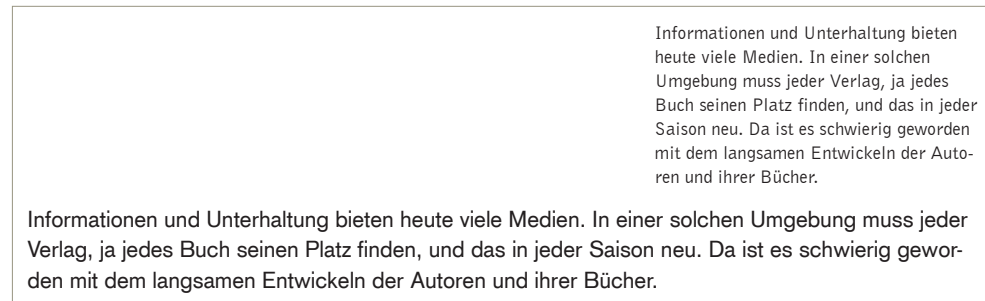 Informationen und Unterhaltung bieten
heute viele Medien. In einer solchen
Umgebung muss jeder Verlag, ja jedes
Buch seinen Platz finden, und das in jeder
Saison neu. Da ist es schwierig geworden
mit dem langsamen Entwickeln der Auto-
ren und ihrer Bücher.
Informationen und Unterhaltung bieten heute viele Medien. In einer solchen Umgebung muss jeder
Verlag, ja jedes Buch seinen Platz finden, und das in jeder Saison neu. Da ist es schwierig gewor-
den mit dem langsamen Entwickeln der Autoren und ihrer Bücher.